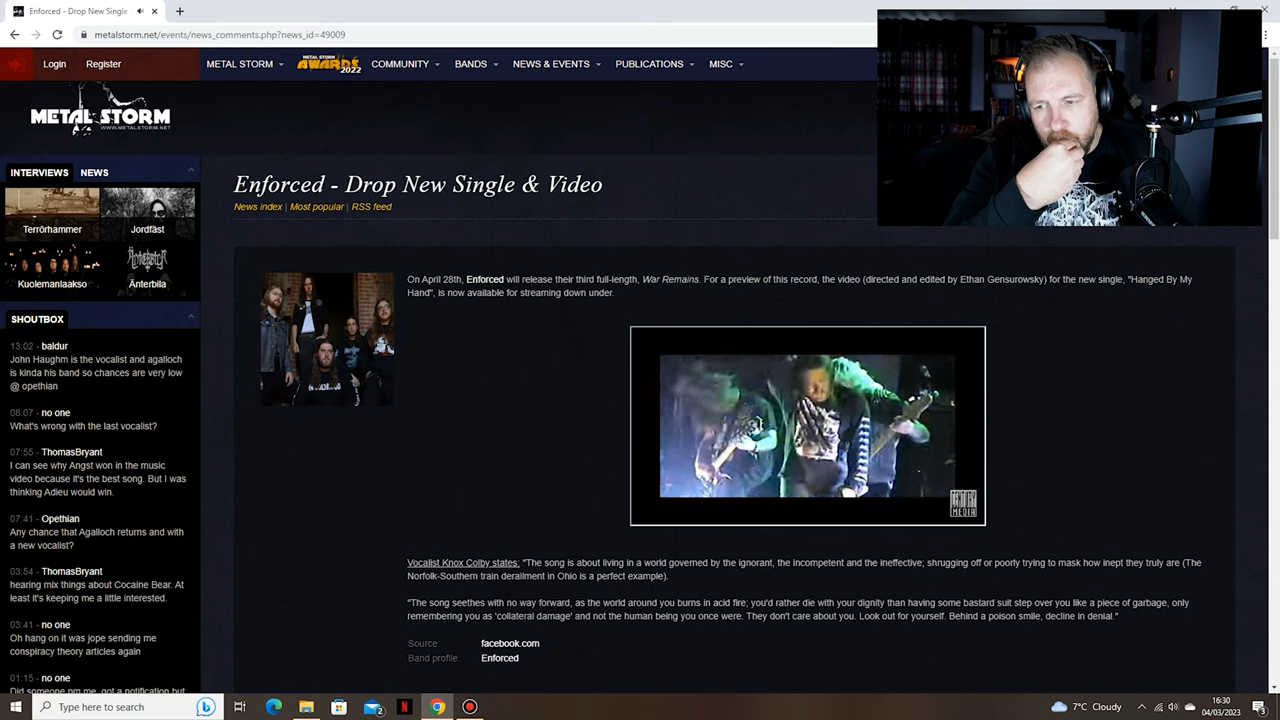 Enforced - Drop New Single
metalstorm.net/events/news_comments.php?news_id=49009
Login
Register
METAL STORM
METAL STORM
AWARDS
2022
COMMUNITY
BANDS
NEWS & EVENTS
PUBLICATIONS
MISC
METAL STORM
WWW.METALSTORM.NET
INTERVIEWS
NEWS
Terrörhammer
Jordfäst
Kuolemanlaakso
Änterbila
SHOUTBOX
13:02 - baldur
John Haughm is the vocalist and agalloch
is kinda his band so chances are very low
@ opethian
08:07 - no one
What's wrong with the last vocalist?
07:55 - ThomasBryant
I can see why Angst won in the music
video because it's the best song. But I was
thinking Adieu would win.
07:41 - Opethian
Any chance that Agalloch returns and with
a new vocalist?
03:54 - ThomasBryant
hearing mix things about Cocaine Bear. At
least it's keeping me a little interested.
03:41 - no one
Oh hang on it was jope sending me
conspiracy theory articles again
01:15 - no one
Did someone pm me, got a notification but
Enforced - Drop New Single & Video
News index | Most popular | RSS feed
On April 28th, Enforced will release their third full-length, War Remains. For a preview of this record, the video (directed and edited by Ethan Gensurowsky) for the new single, "Hanged By My
Hand", is now available for streaming down under.
CENTURY
MEDIA
Vocalist Knox Colby states: "The song is about living in a world governed by the ignorant, the incompetent and the ineffective; shrugging off or poorly trying to mask how inept they truly are (The
Norfolk-Southern train derailment in Ohio is a perfect example).
"The song seethes with no way forward, as the world around you burns in acid fire; you'd rather die with your dignity than having some bastard suit step over you like a piece of garbage, only
remembering you as 'collateral damage' and not the human being you once were. They don't care about you. Look out for yourself. Behind a poison smile, decline in denial."
Source: facebook.com
Band profile: Enforced
Type here to search
7°C Cloudy
16:30
04/03/2023